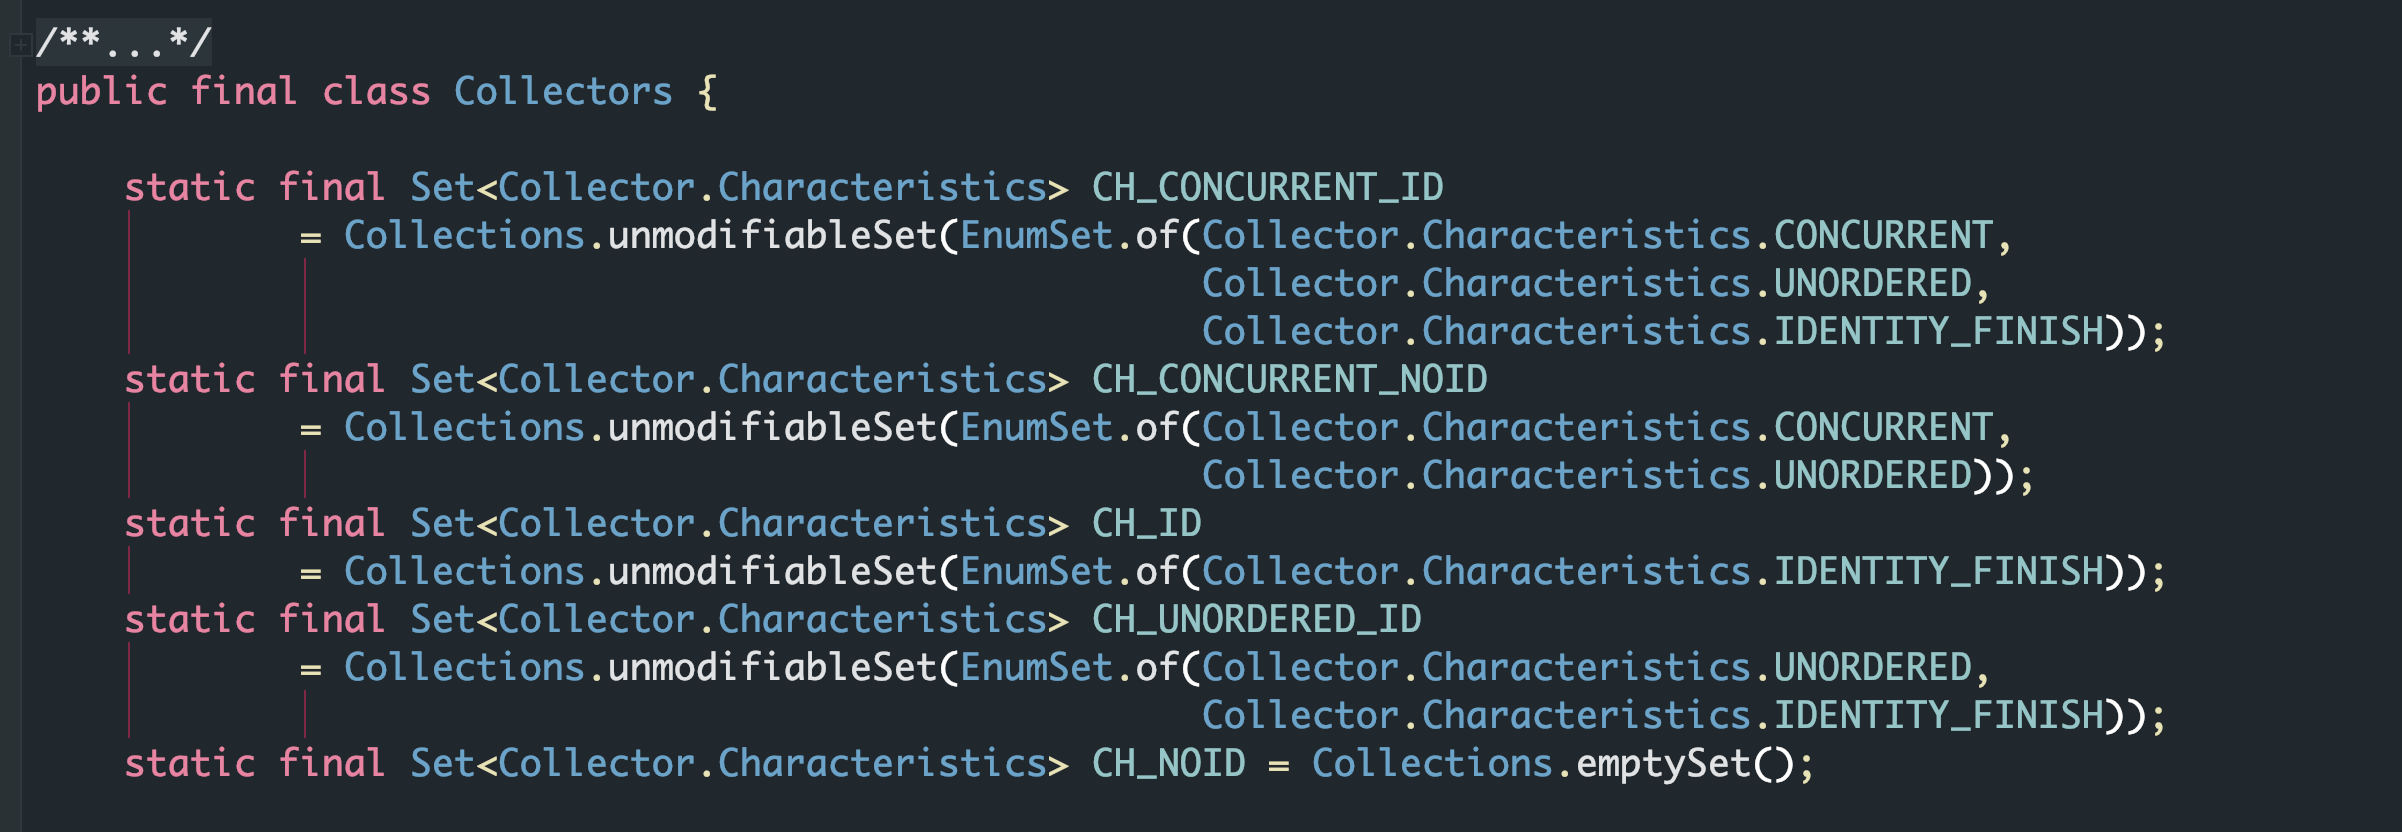 /**...*/
public final class Collectors {
static final Set<Collector.Characteristics> CH_CONCURRENT_ID
= Collections.unmodifiableSet(EnumSet.of(Collector.Characteristics.CONCURRENT,
Collector.Characteristics.UNORDERED,
Collector.Characteristics.IDENTITY_FINISH));
static final Set<Collector.Characteristics> CH_CONCURRENT_NOID
= Collections.unmodifiableSet(EnumSet.of(Collector.Characteristics.CONCURRENT,
Collector.Characteristics.UNORDERED));
static final Set<Collector.Characteristics> CH_ID
= Collections.unmodifiableSet(EnumSet.of(Collector.Characteristics.IDENTITY_FINISH));
static final Set<Collector.Characteristics> CH_UNORDERED_ID
= Collections.unmodifiableSet(EnumSet.of(Collector.Characteristics.UNORDERED,
Collector.Characteristics.IDENTITY_FINISH));
static final Set<Collector.Characteristics> CH_NOID = Collections.emptySet();